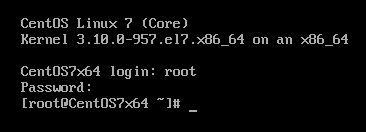 CentOS Linux 7 (Core)
Kernel 3.10.0-957.el7.x86_64 on an x86_64
CentOS7x64 login: root
Password:
[root@CentOS7x64 ~]# _